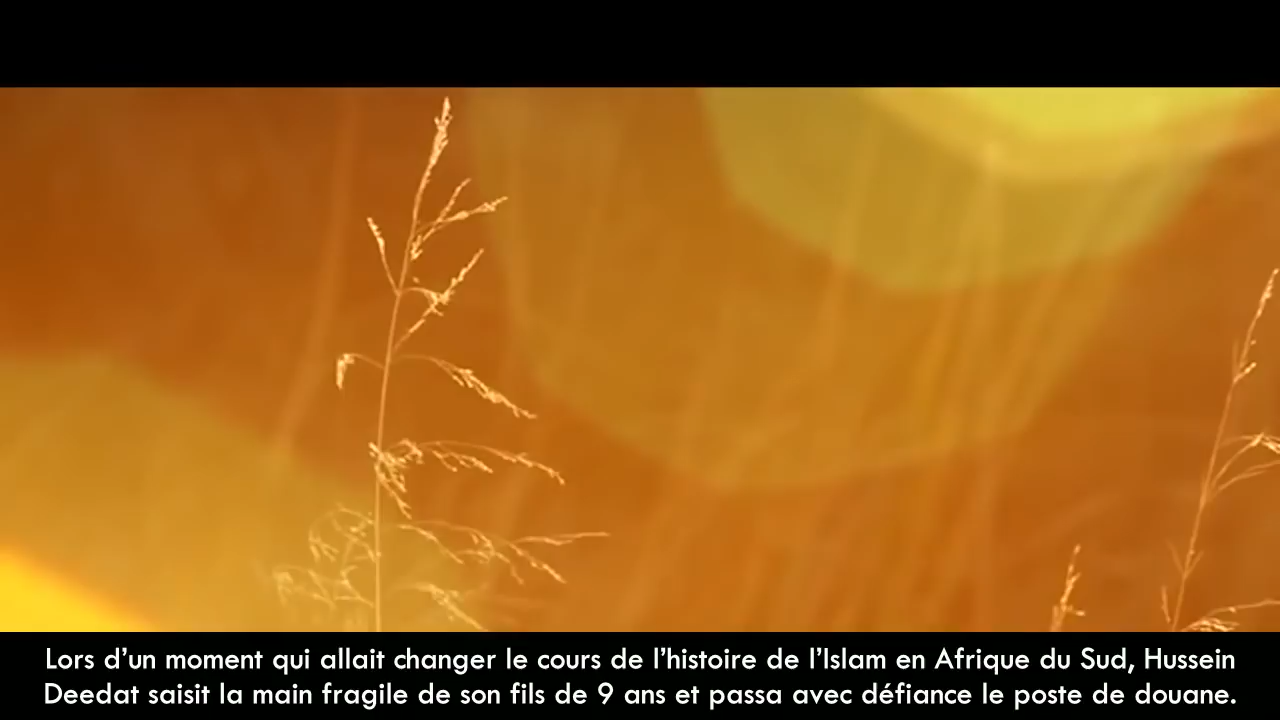 Lors d’un moment qui allait changer le cours de l’histoire de l’Islam en Afrique du Sud, Hussein
Deedat saisit la main fragile de son fils de 9 ans et passa avec défiance le poste de douane.